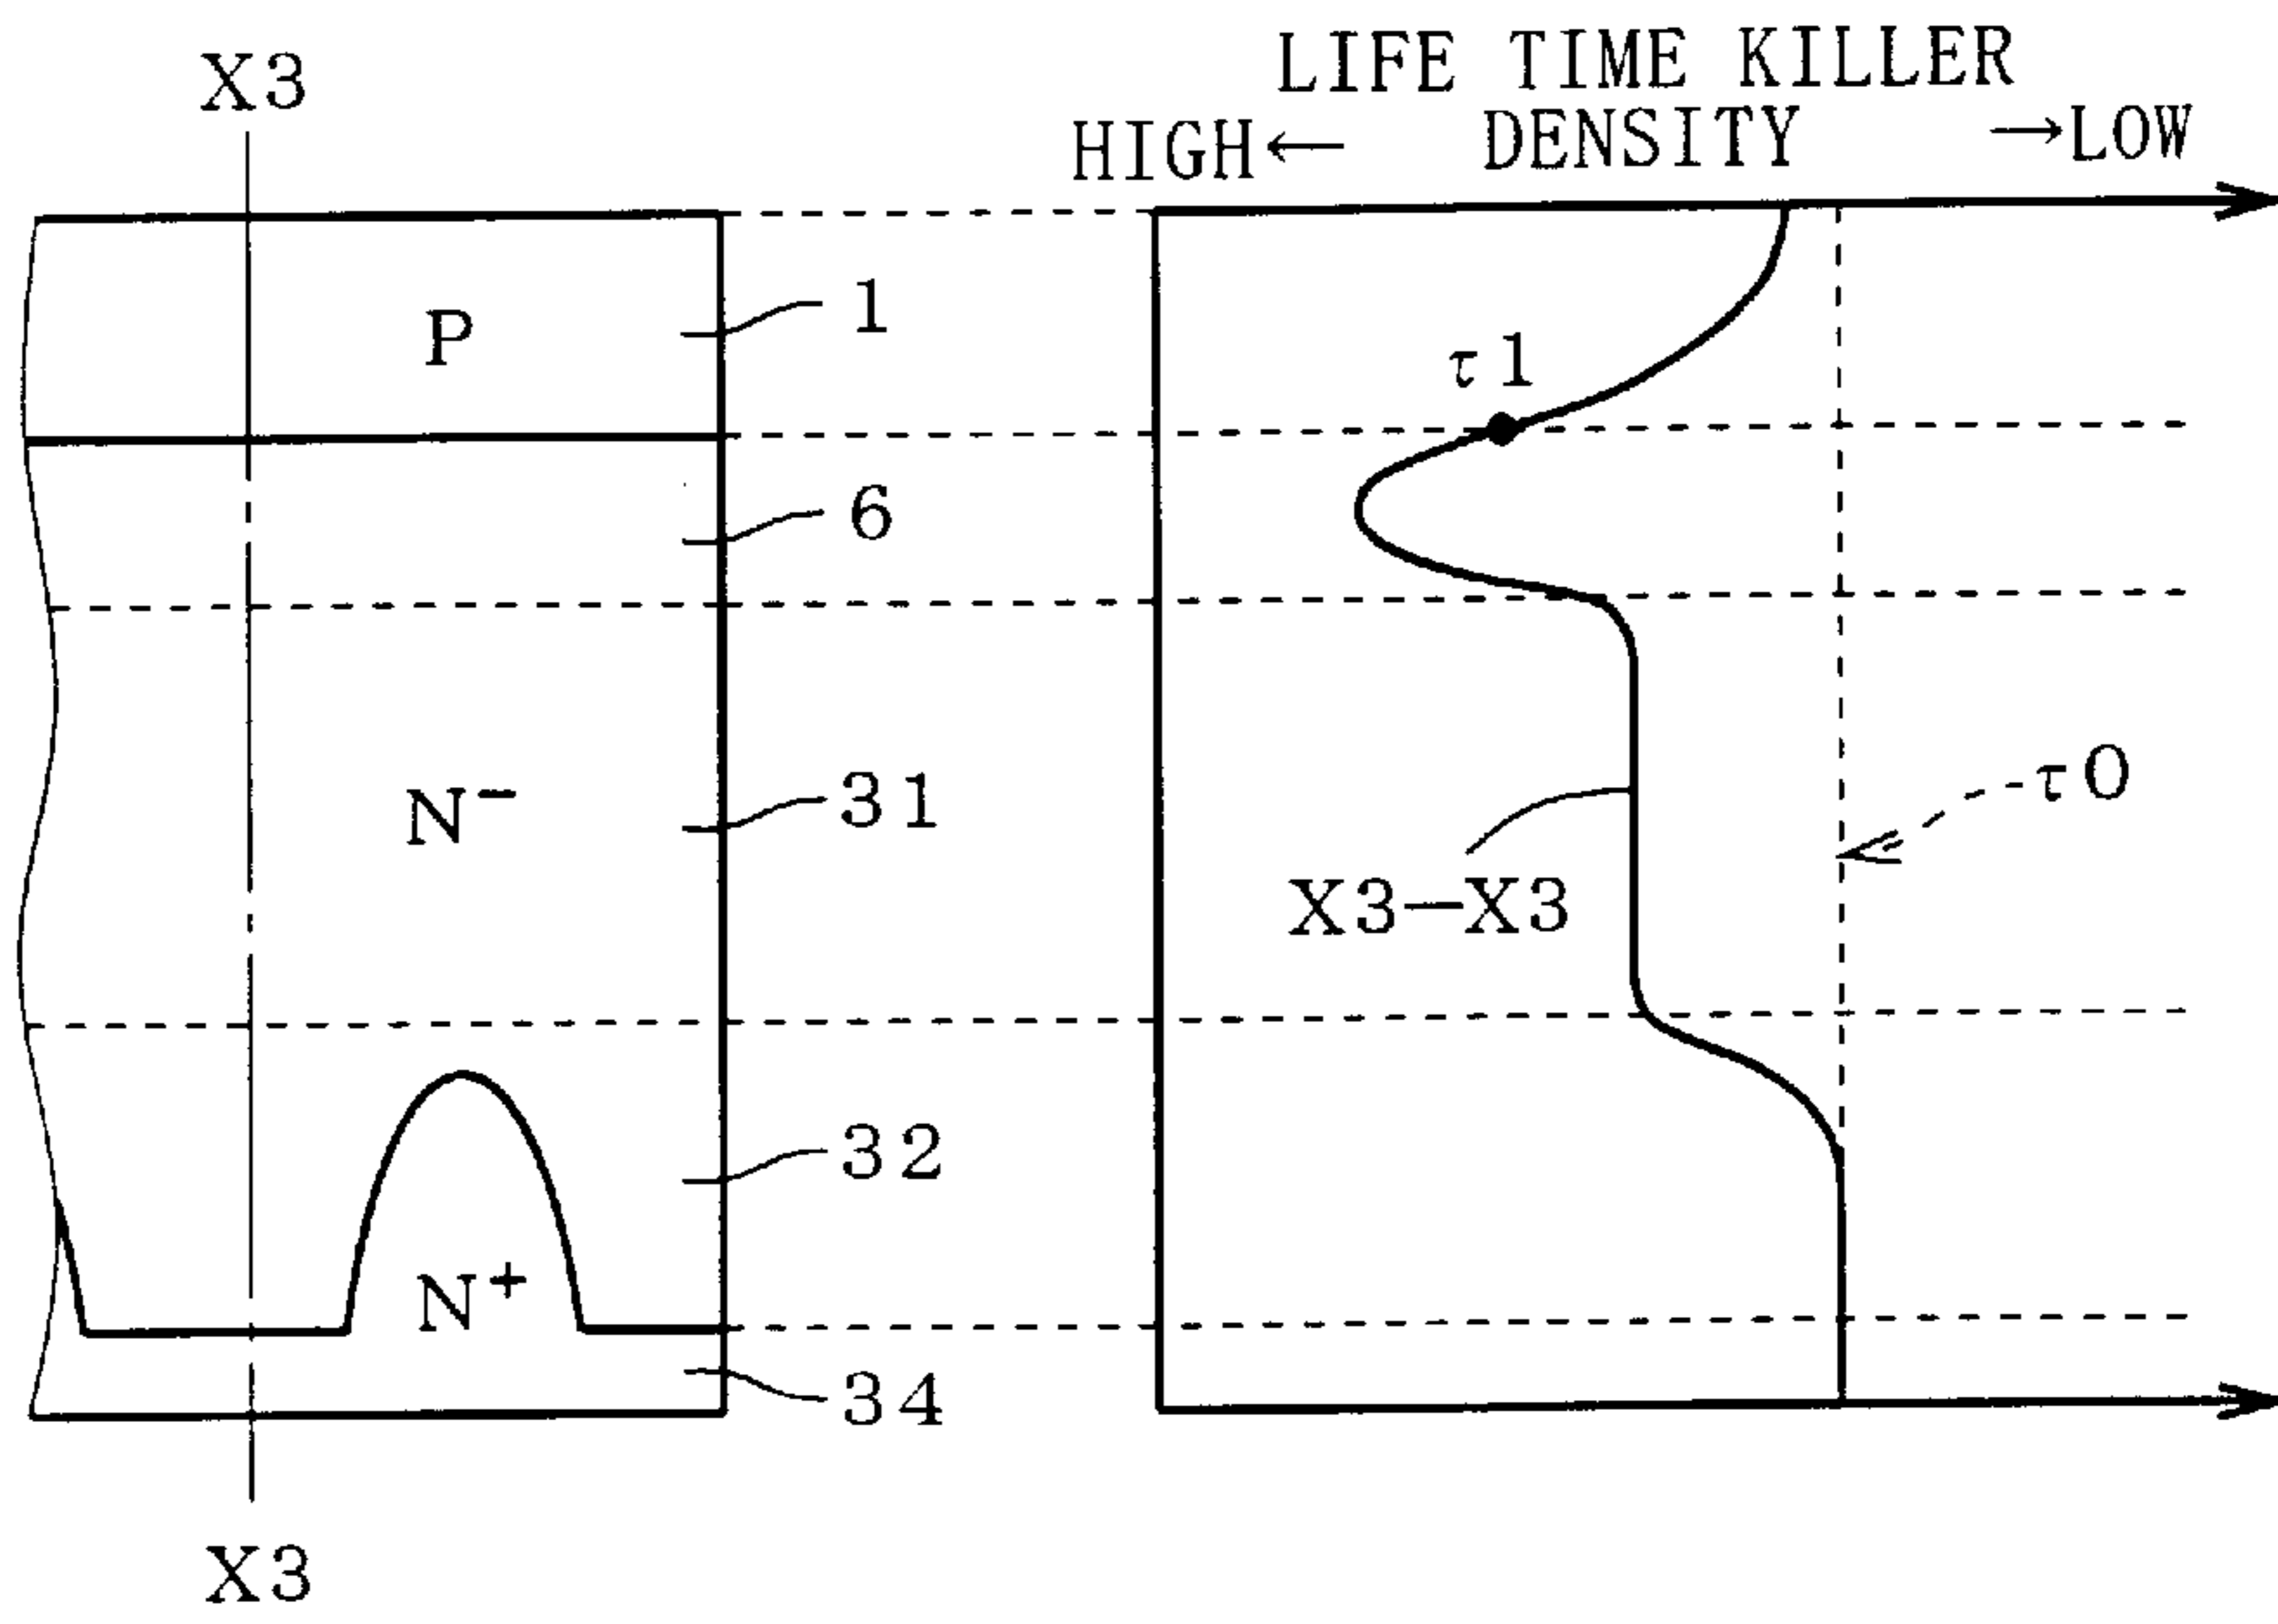 X3
LIFE TIME KILLER
HIGH← DENSITY →LOW
P
1
τ1
6
N⁻
31
τ0
X3—X3
32
N⁺
34
X3